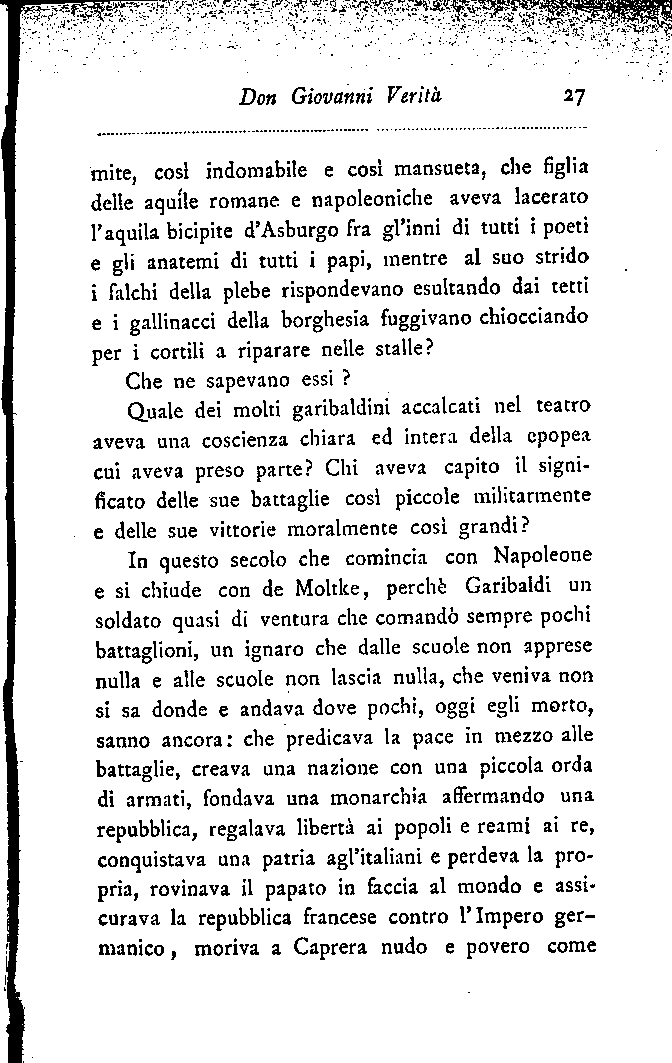 Don Giovanni Verità 27
mite, così indomabile e così mansueta, che figlia
delle aquile romane e napoleoniche aveva lacerato
l'aquila bicipite d'Asburgo fra gl'inni di tutti i poeti
e gli anatemi di tutti i papi, mentre al suo strido
i falchi della plebe rispondevano esultando dai tetti
e i gallinacci della borghesia fuggivano chiocciando
per i cortili a riparare nelle stalle?
Che ne sapevano essi ?
Quale dei molti garibaldini accalcati nel teatro
aveva una coscienza chiara ed intera della epopea
cui aveva preso parte? Chi aveva capito il signi-
ficato delle sue battaglie così piccole militarmente
e delle sue vittorie moralmente così grandi?
In questo secolo che comincia con Napoleone
e si chiude con de Moltke, perchè Garibaldi un
soldato quasi di ventura che comandò sempre pochi
battaglioni, un ignaro che dalle scuole non apprese
nulla e alle scuole non lascia nulla, che veniva non
si sa donde e andava dove pochi, oggi egli morto,
sanno ancora: che predicava la pace in mezzo alle
battaglie, creava una nazione con una piccola orda
di armati, fondava una monarchia affermando una
repubblica, regalava libertà ai popoli e reami ai re,
conquistava una patria agl'italiani e perdeva la pro-
pria, rovinava il papato in faccia al mondo e assi-
curava la repubblica francese contro l'Impero ger-
manico, moriva a Caprera nudo e povero come